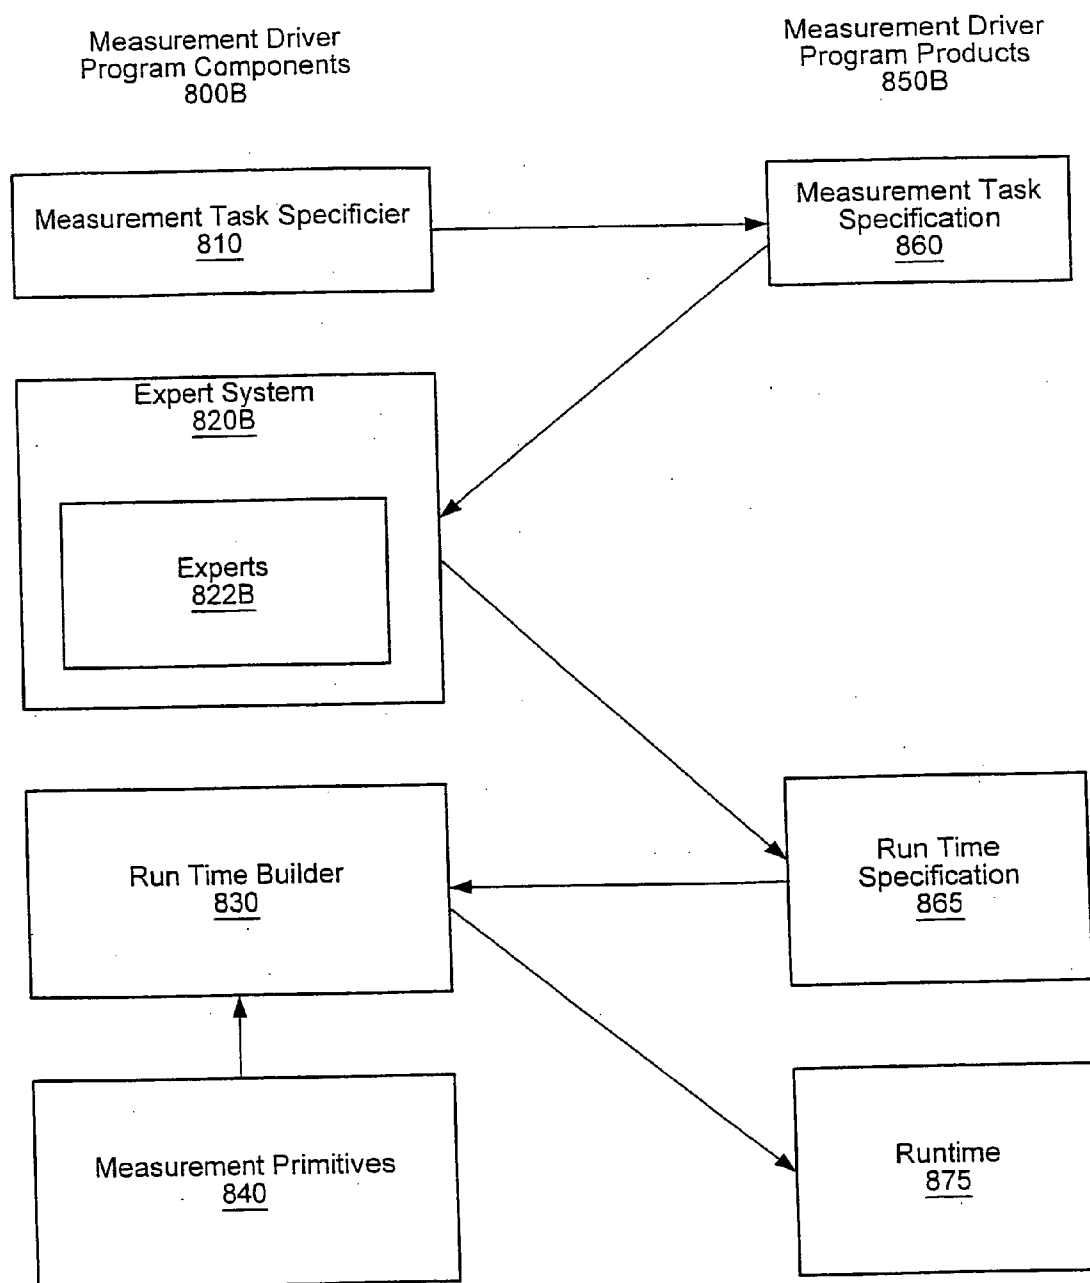 Measurement Driver
Program Components
800B
Measurement Driver
Program Products
850B
Measurement Task Specificier
810
Measurement Task
Specification
860
Expert System
820B
Experts
822B
Run Time Builder
830
Run Time
Specification
865
Measurement Primitives
840
Runtime
875